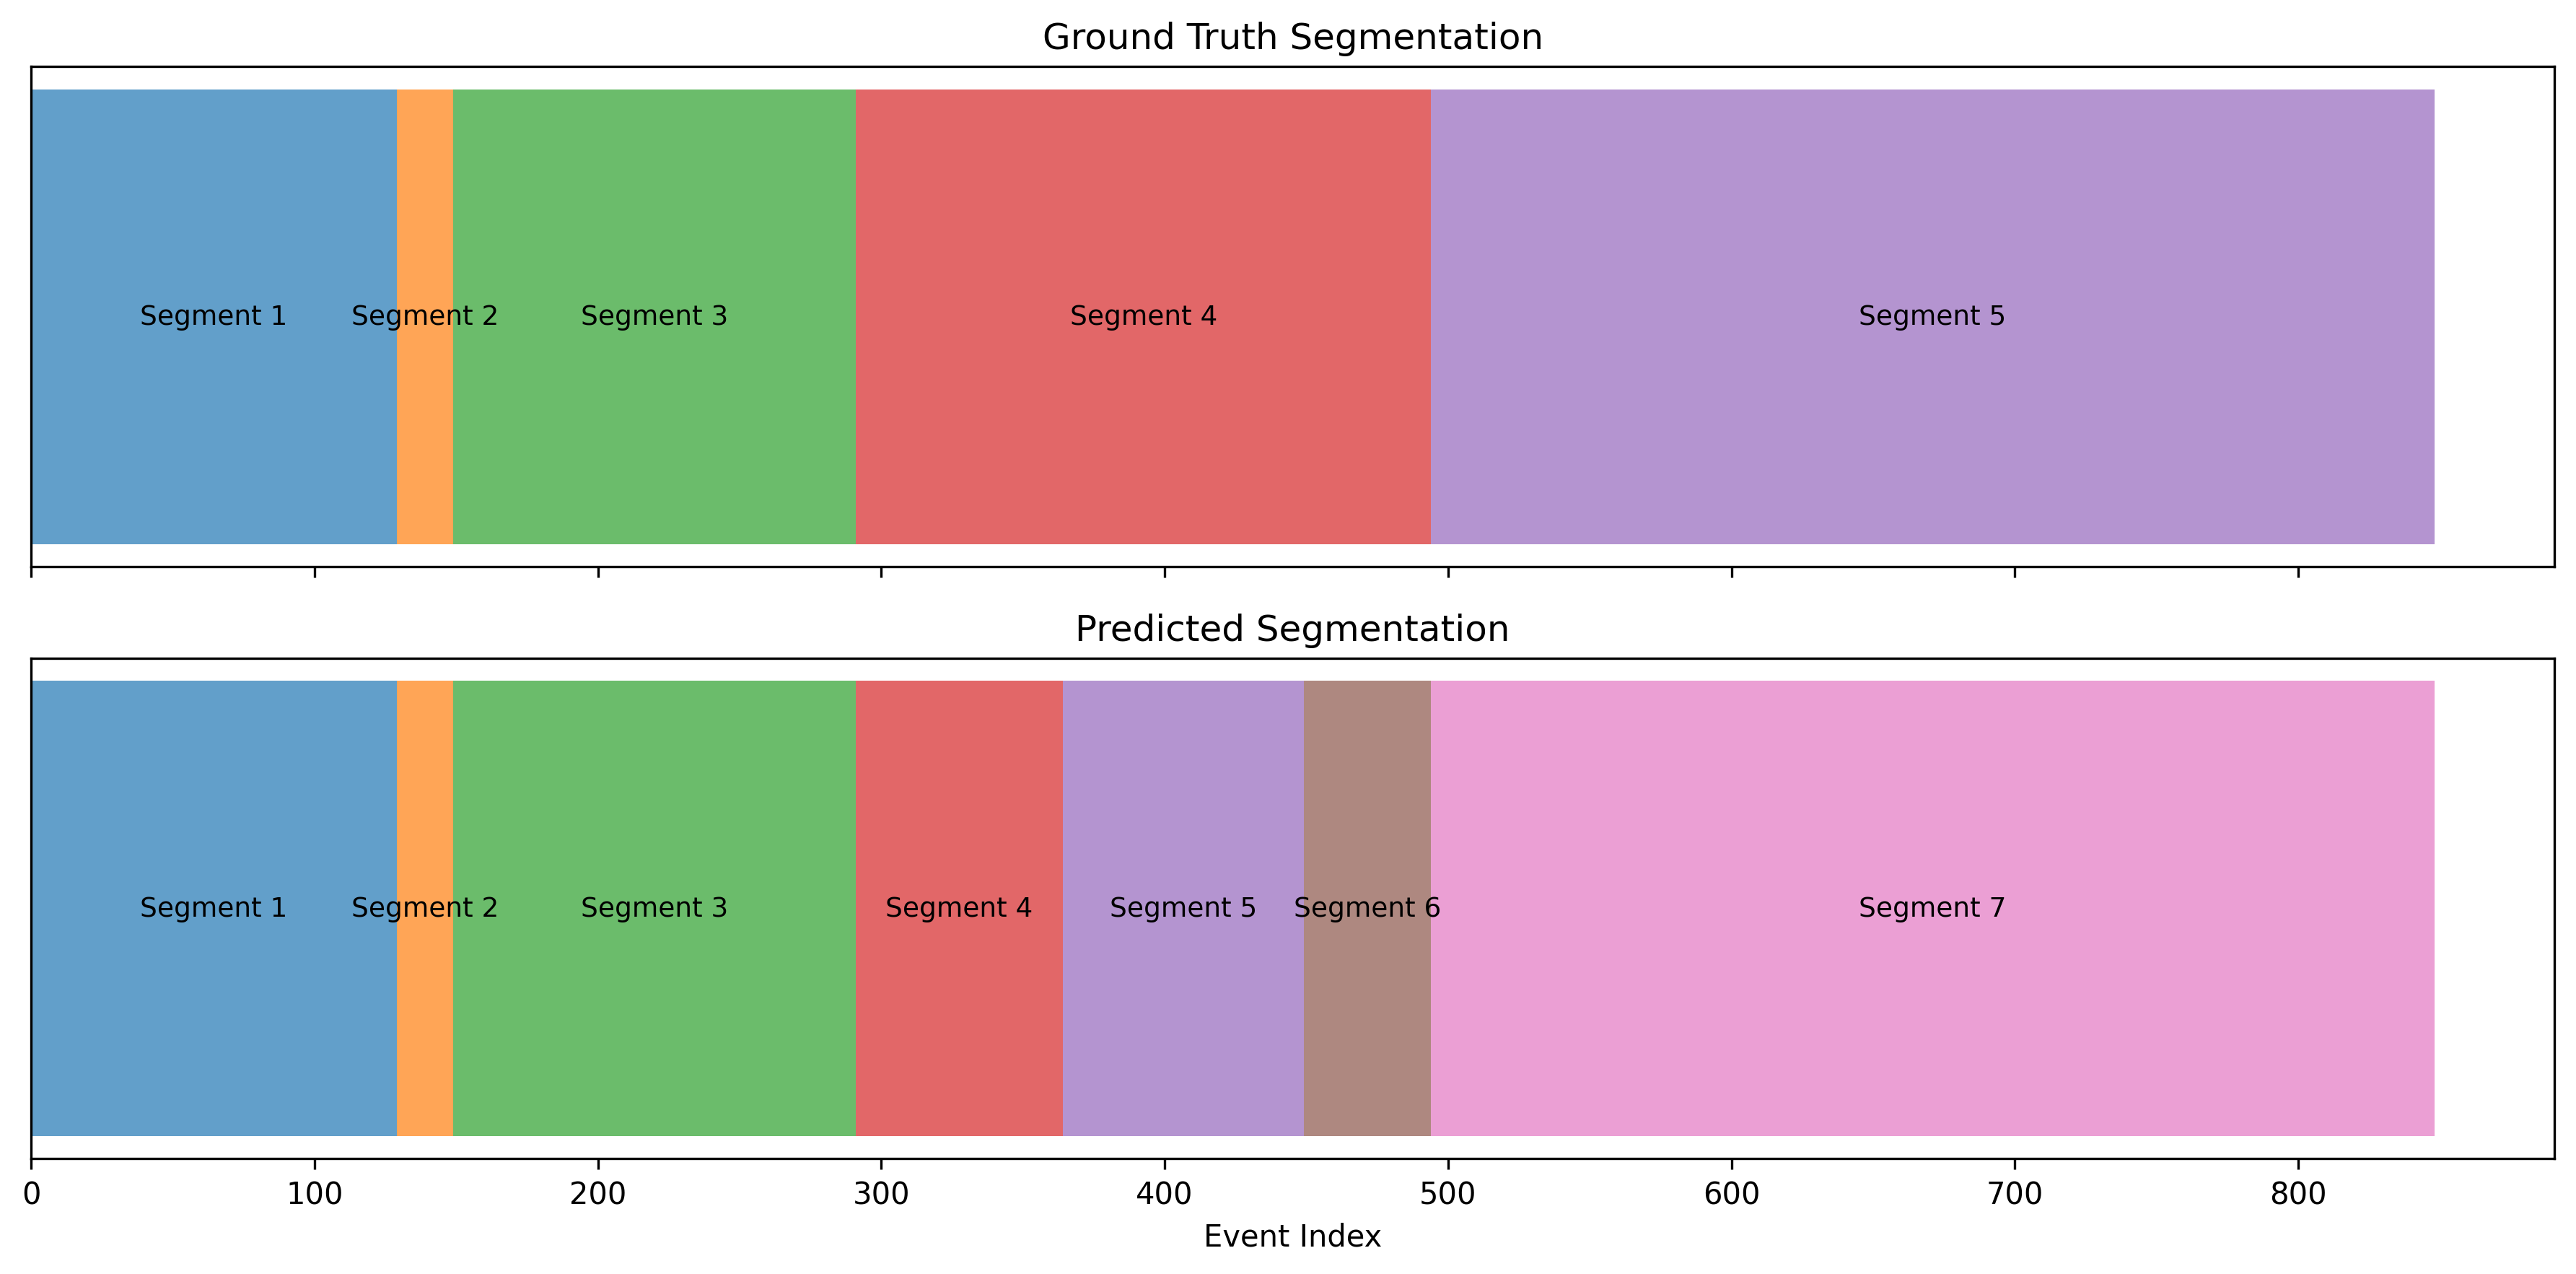 Ground Truth Segmentation
Segment 1 Segment 2 Segment 3 Segment 4 Segment 5
Predicted Segmentation
Segment 1 Segment 2 Segment 3 Segment 4 Segment 5 Segment 6 Segment 7
0 100 200 300 400 500 600 700 800
Event Index